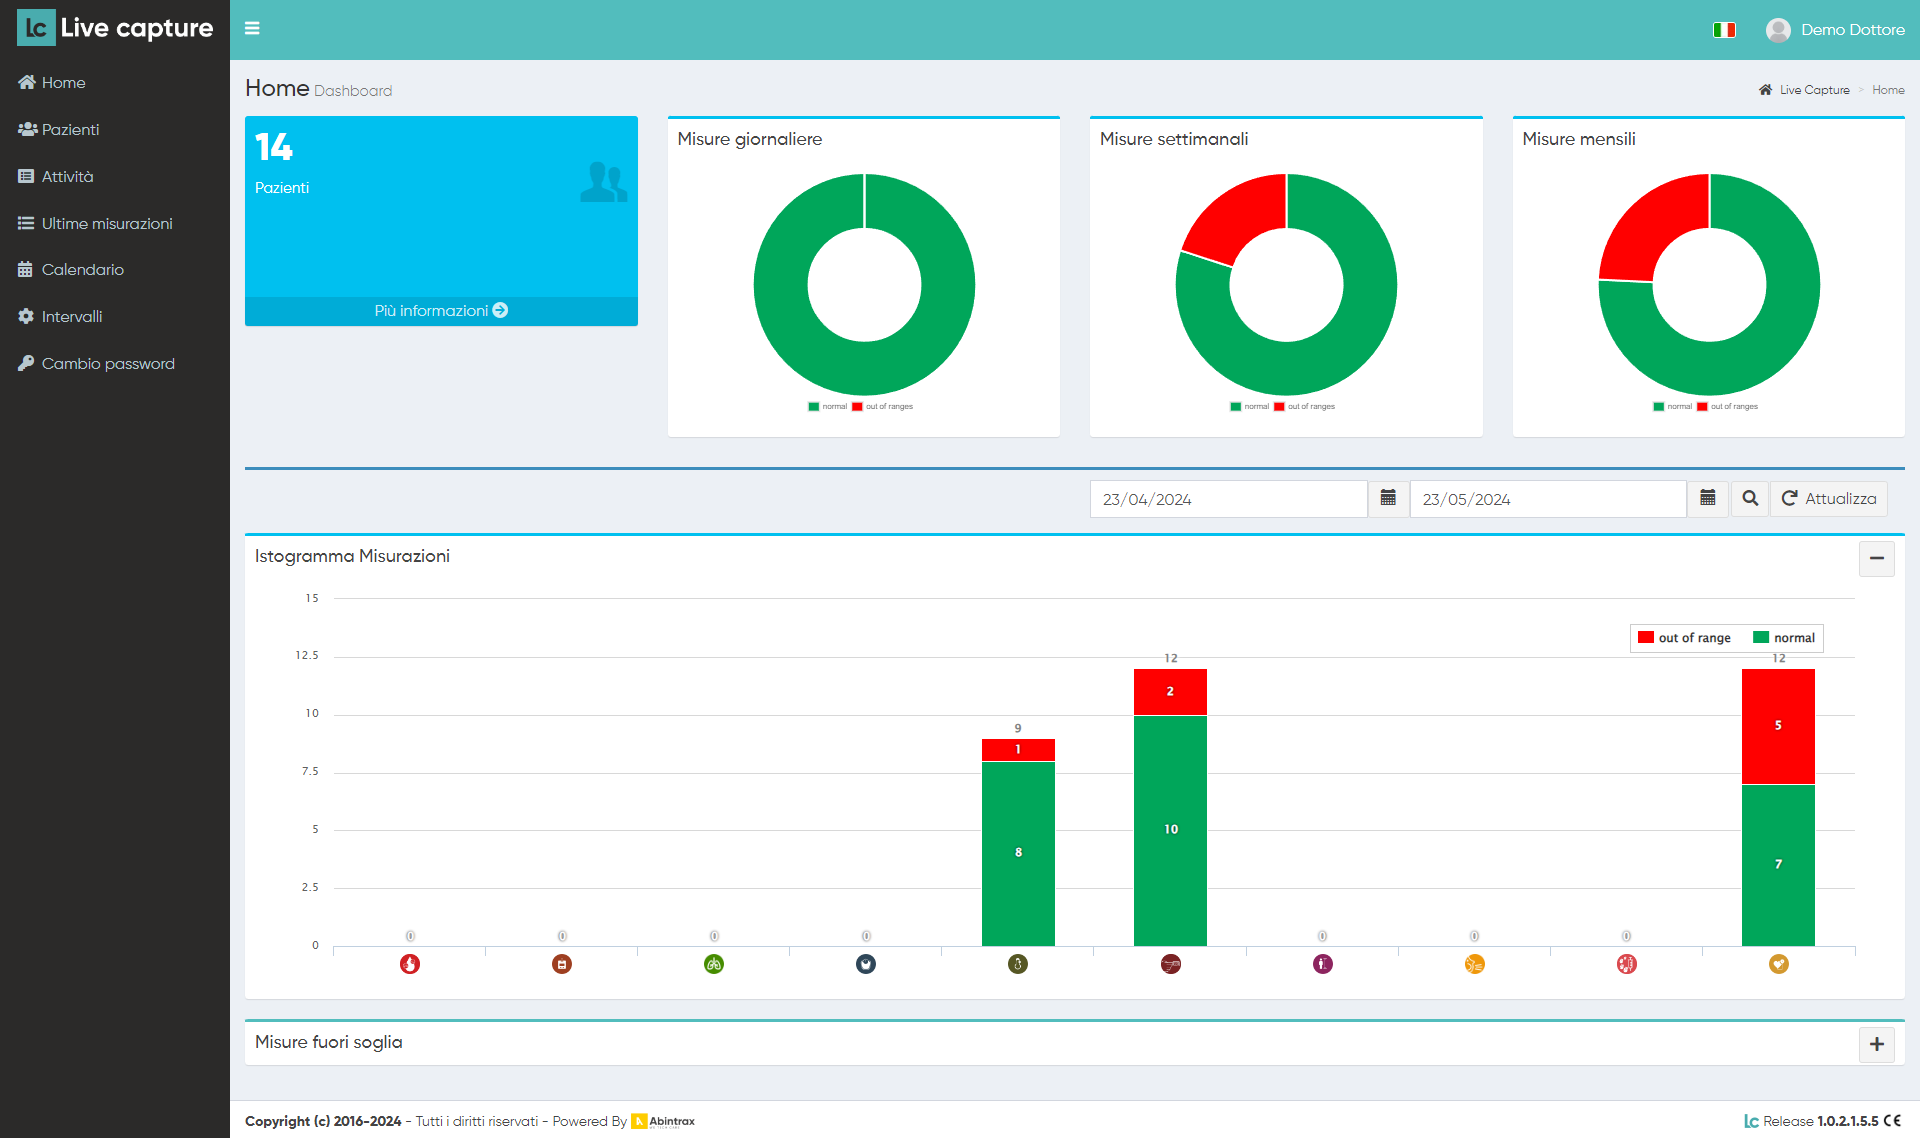 lc Live capture
Demo Dottore
Home
Pazienti
Attività
Ultime misurazioni
Calendario
Intervalli
Cambio password
Home Dashboard
Live Capture > Home
14
Pazienti
Più informazioni
Misure giornaliere
normal out of ranges
Misure settimanali
normal out of ranges
Misure mensili
normal out of ranges
23/04/2024
23/05/2024
Attualizza
Istogramma Misurazioni
out of range normal
15
12.5
10
7.5
5
2.5
0
0
0
0
0
9
1
8
12
2
10
0
0
0
12
5
7
Misure fuori soglia
Copyright (c) 2016-2024 - Tutti i diritti riservati - Powered By Abintrax
lc Release 1.0.2.1.5.5 CE